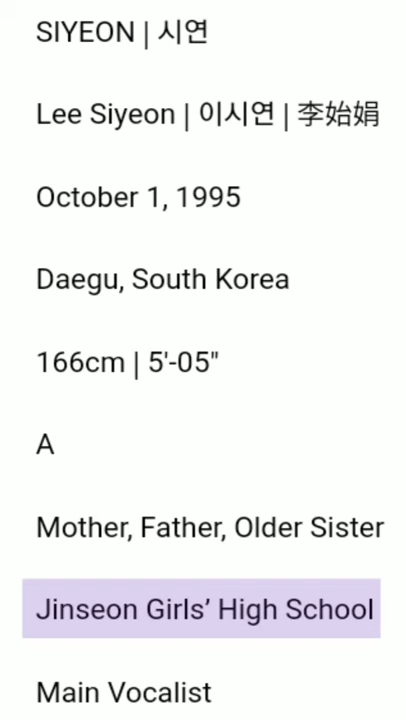 SIYEON | 시연
Lee Siyeon | 이시연 | 李始娟
October 1, 1995
Daegu, South Korea
166cm | 5'-05"
A
Mother, Father, Older Sister
Jinseon Girls’ High School
Main Vocalist